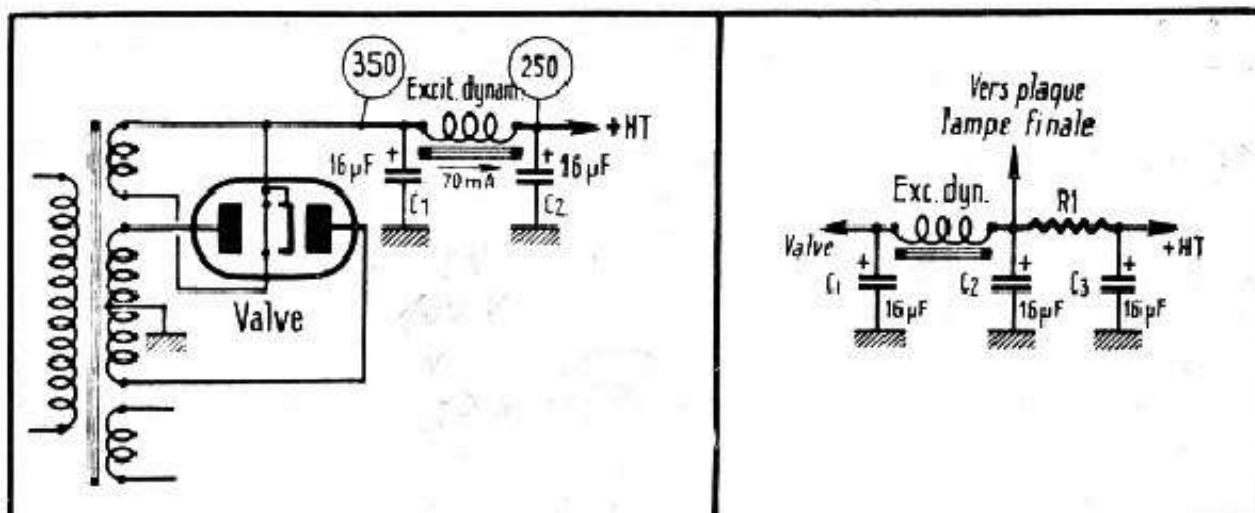 350
250
Excit. dynam.
+HT
16µF
+
70mA
+
16µF
C1
C2
Valve
Vers plaque
lampe finale
Exc. dyn.
R1
Valve
+HT
+
C1
16µF
+
C2
16µF
+
C3
16µF